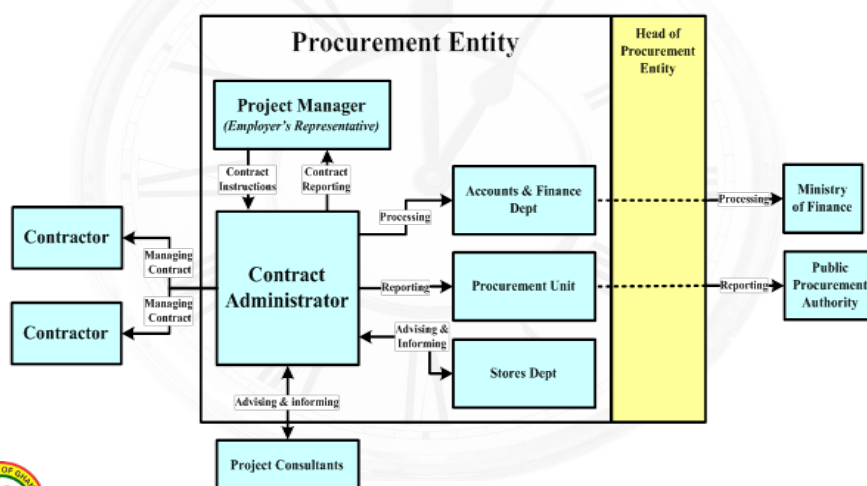 Procurement Entity
Head of
Procurement
Entity
Project Manager
(Employer's Representative)
Contract
Instructions
Contract
Reporting
Accounts & Finance
Dept
Processing
Processing
Ministry
of Finance
Contractor
Managing
Contract
Contract
Administrator
Reporting
Procurement Unit
Reporting
Public
Procurement
Authority
Managing
Contract
Contractor
Advising &
Informing
Stores Dept
Advising & informing
Project Consultants
OF GHAN